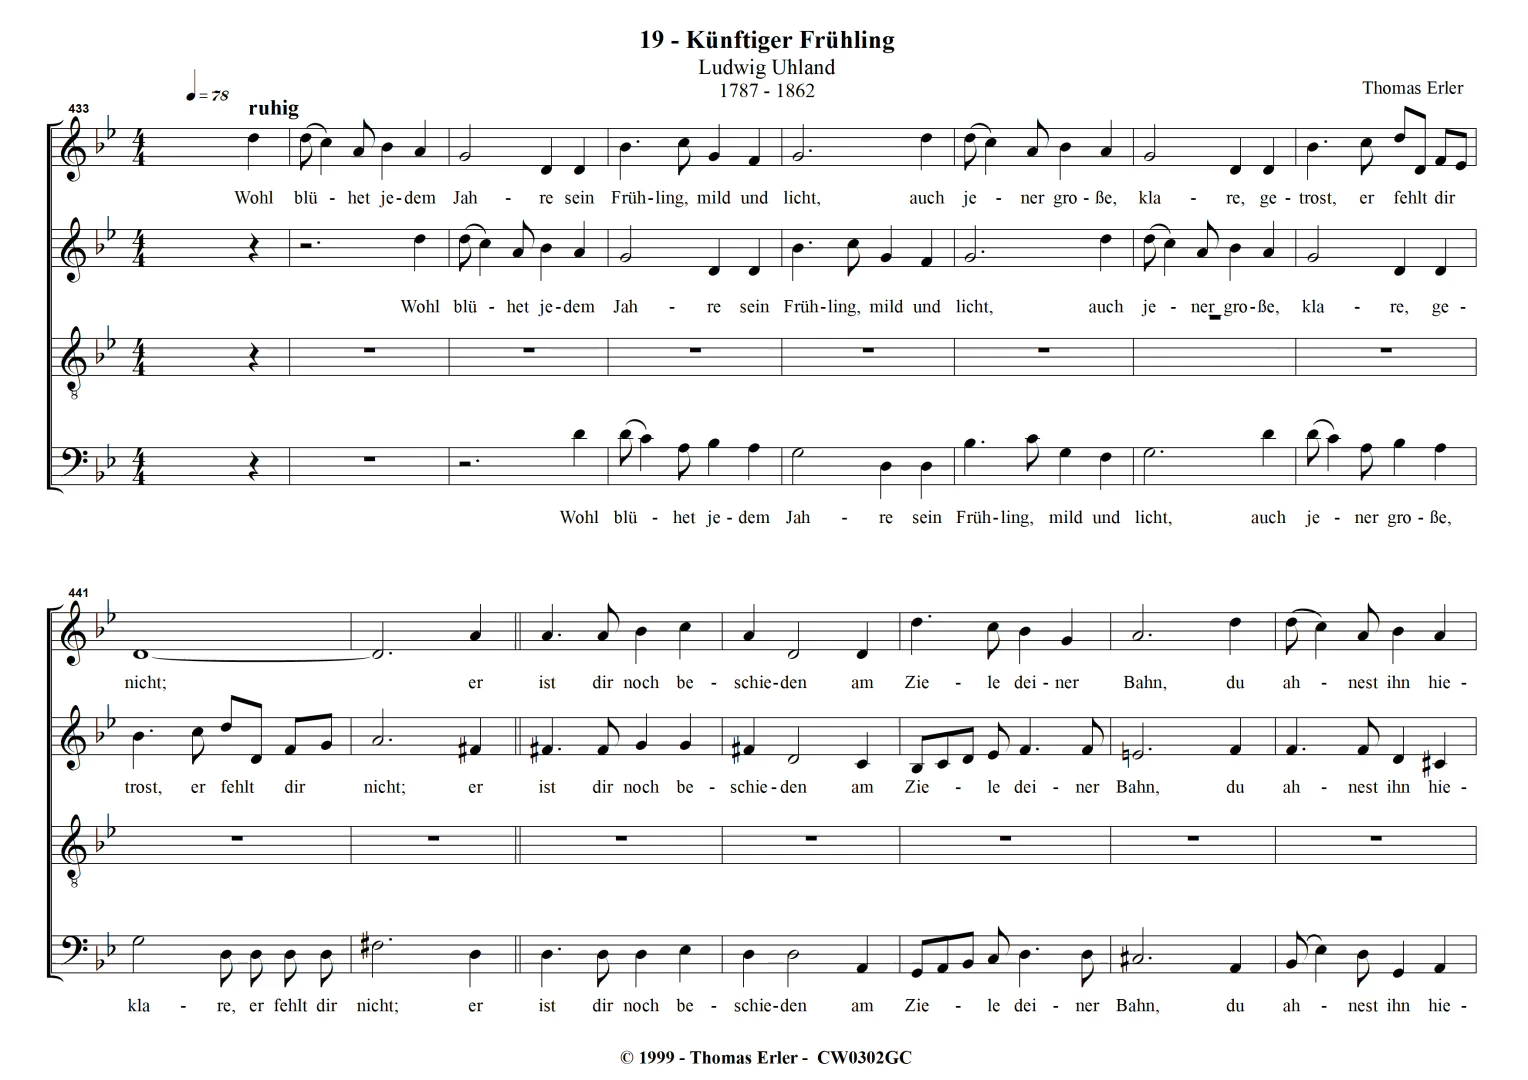 19 - Künftiger Frühling
Ludwig Uhland
1787 - 1862
Thomas Erler
= 78
ruhig
433
Wohl blü - het je-dem Jah - re sein Früh-ling, mild und licht, auch je - ner gro - ße, kla - re, ge - trost, er fehlt dir
Wohl blü - het je-dem Jah - re sein Früh-ling, mild und licht, auch je - ner gro-ße, kla - re, ge -
8
Wohl blü - het je - dem Jah - re sein Früh-ling, mild und licht, auch je - ner gro - ße,
441
nicht; er ist dir noch be - schie-den am Zie - le dei - ner Bahn, du ah - nest ihn hie -
trost, er fehlt dir nicht; er ist dir noch be - schie-den am Zie - le dei - ner Bahn, du ah - nest ihn hie -
8
kla - re, er fehlt dir nicht; er ist dir noch be - schie-den am Zie - le dei - ner Bahn, du ah - nest ihn hie -
© 1999 - Thomas Erler - CW0302GC